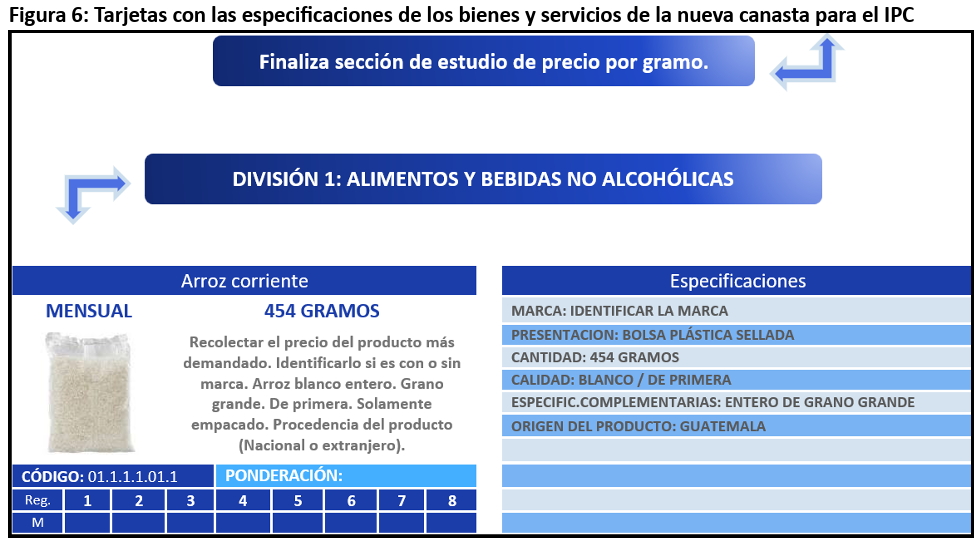 Figura 6: Tarjetas con las especificaciones de los bienes y servicios de la nueva canasta para el IPC
Finaliza sección de estudio de precio por gramo.
DIVISIÓN 1: ALIMENTOS Y BEBIDAS NO ALCOHÓLICAS
Arroz corriente
MENSUAL
454 GRAMOS
Recolectar el precio del producto más
demandado. Identificarlo si es con o sin
marca. Arroz blanco entero. Grano
grande. De primera. Solamente
empacado. Procedencia del producto
(Nacional o extranjero).
CÓDIGO: 01.1.1.1.01.1
PONDERACIÓN:
Reg. 1 2 3 4 5 6 7 8
M
Especificaciones
MARCA: IDENTIFICAR LA MARCA
PRESENTACION: BOLSA PLÁSTICA SELLADA
CANTIDAD: 454 GRAMOS
CALIDAD: BLANCO / DE PRIMERA
ESPECIFIC.COMPLEMENTARIAS: ENTERO DE GRANO GRANDE
ORIGEN DEL PRODUCTO: GUATEMALA